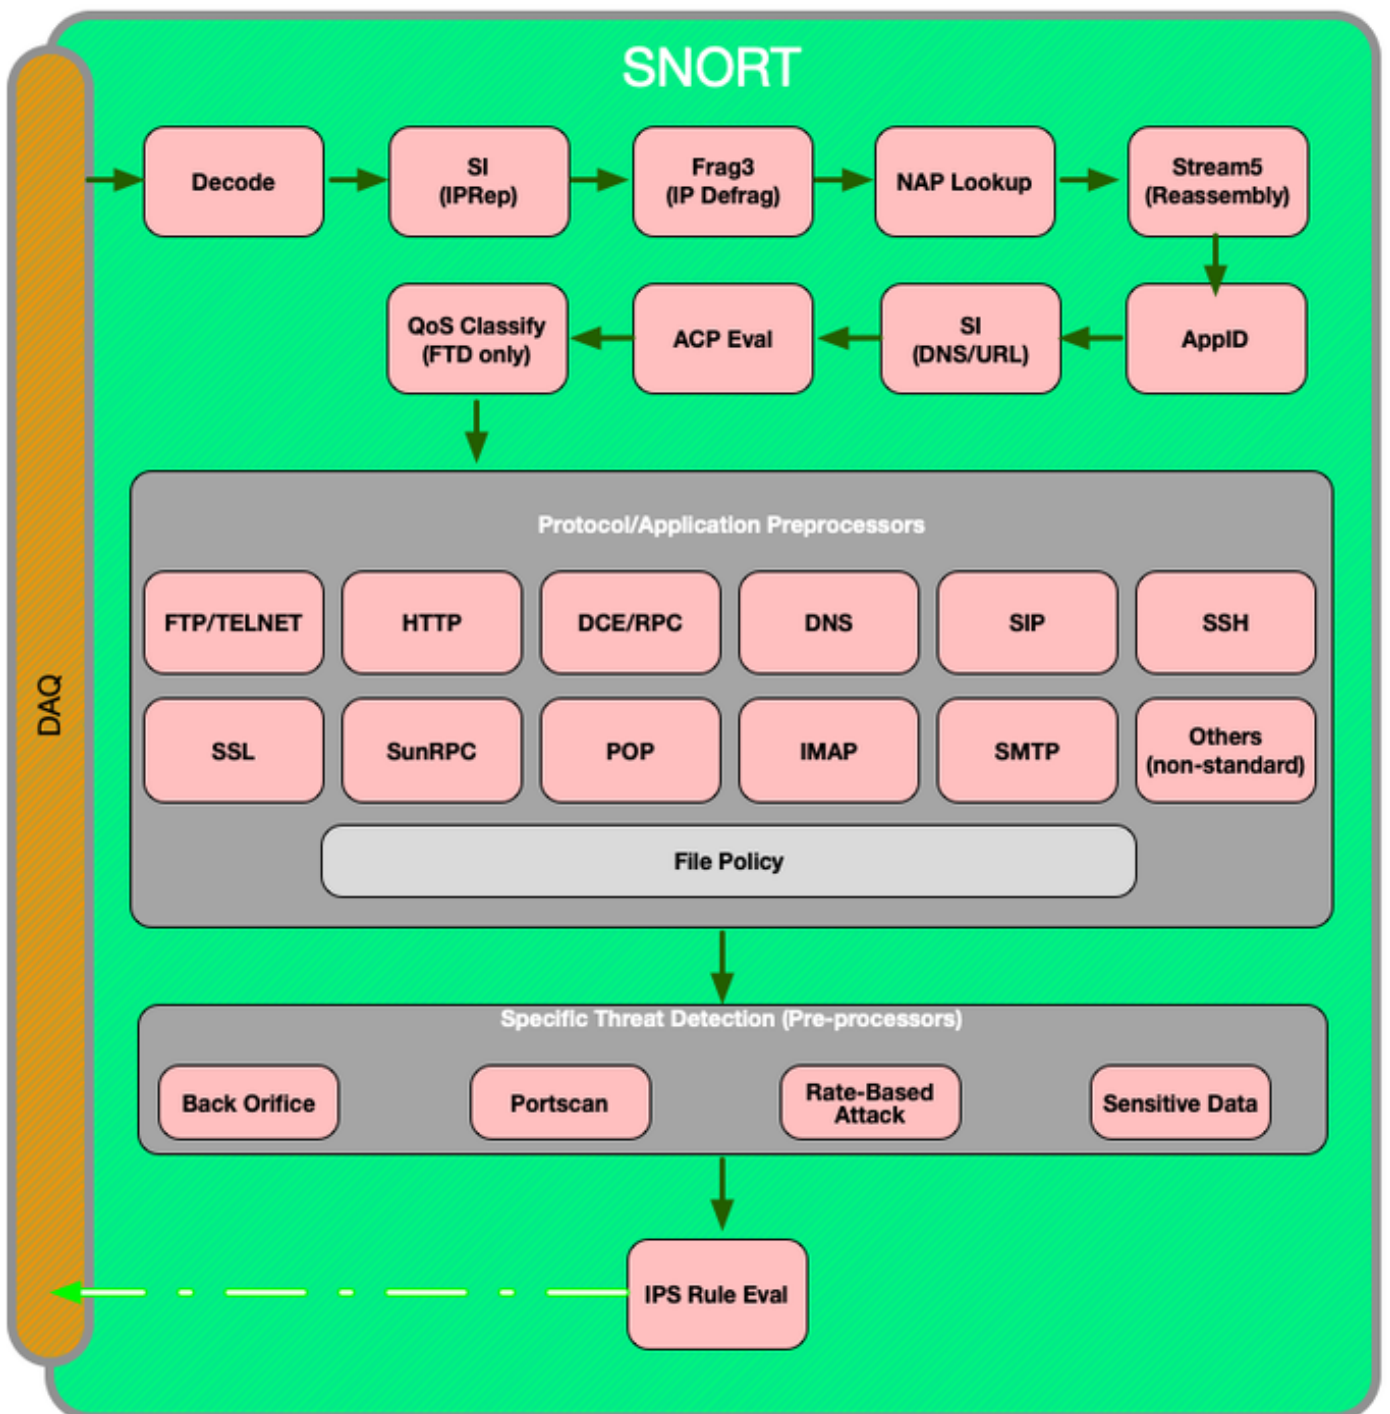 SNORT
Decode
SI
(IPRep)
Frag3
(IP Defrag)
NAP Lookup
Stream5
(Reassembly)
QoS Classify
(FTD only)
ACP Eval
SI
(DNS/URL)
AppID
Protocol/Application Preprocessors
FTP/TELNET
HTTP
DCE/RPC
DNS
SIP
SSH
DAQ
SSL
SunRPC
POP
IMAP
SMTP
Others
(non-standard)
File Policy
Specific Threat Detection (Pre-processors)
Back Orifice
Portscan
Rate-Based
Attack
Sensitive Data
IPS Rule Eval